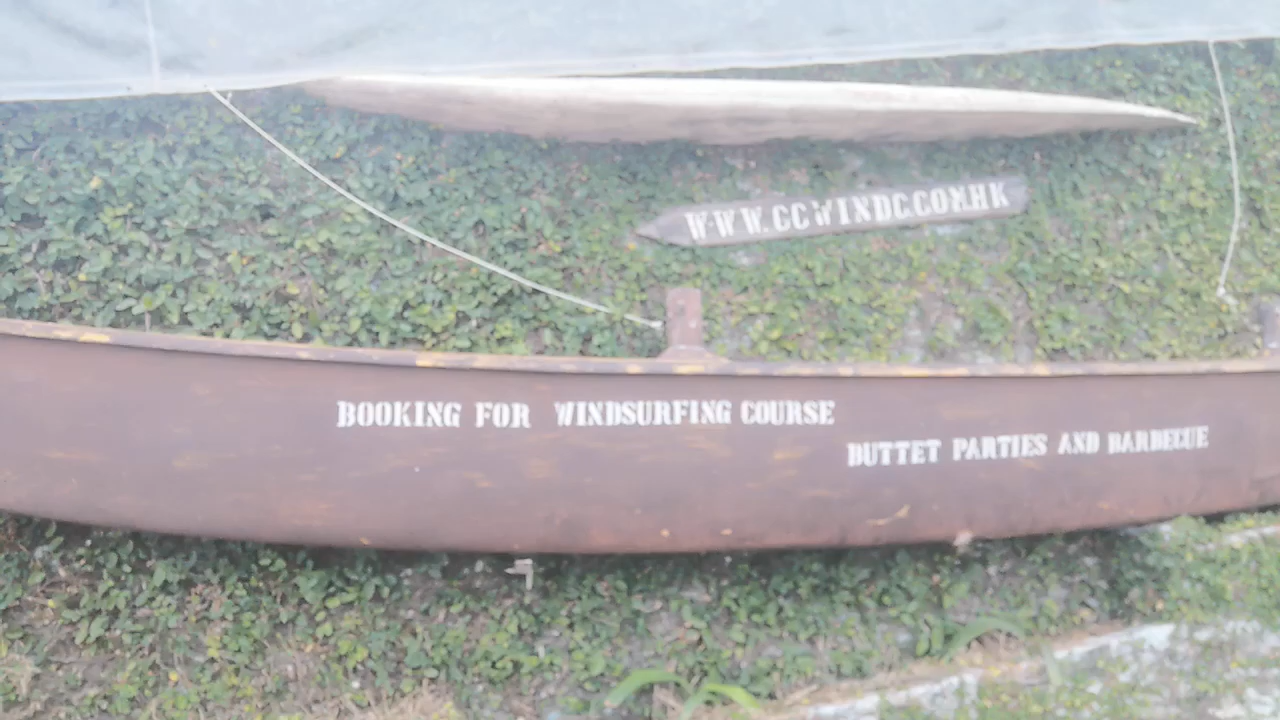 WWW.CCWINDC.COM.HK
BOOKING FOR WINDSURFING COURSE
BUTTET PARTIES AND BARBECUE